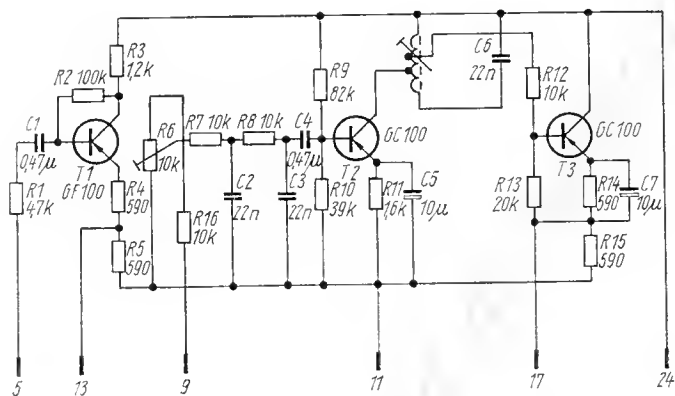 R3
1,2k
R2 100k
C1
0,47μ
T1
GF100
R1
47k
R4
590
R5
590
R6
10k
R7 10k
R8 10k
C4
0,47μ
R16
10k
C2
22n
C3
22n
R9
82k
R10
39k
GC100
T2
R11
1,6k
C5
10μ
C6
22n
R12
10k
GC100
T3
R13
20k
R14
590
C7
10μ
R15
590
5
13
9
11
17
24